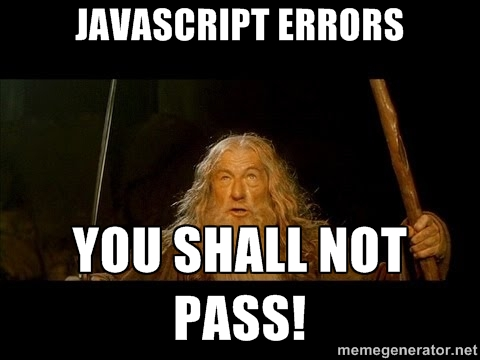 JAVASCRIPT ERRORS
YOU SHALL NOT
PASS!
memegenerator.net